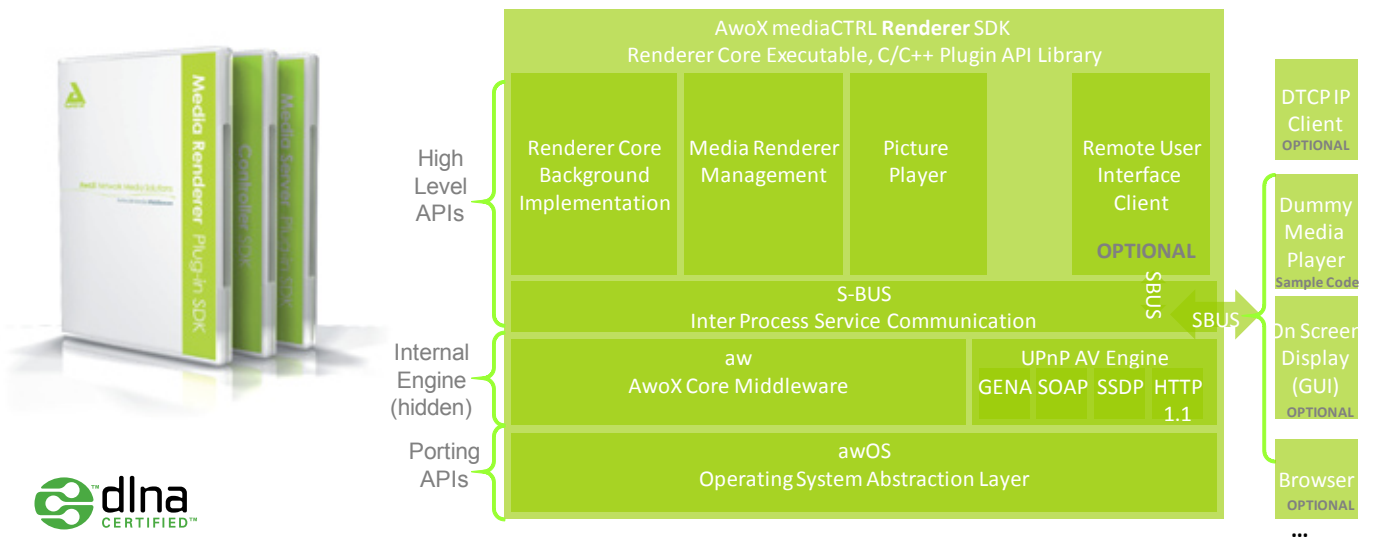 Media Renderer Plug-in SDK
Controller SDK
Media Server Plug-in SDK
dlna
CERTIFIED™
High
Level
APIs
Internal
Engine
(hidden)
Porting
APIs
AwoX mediaCTRL Renderer SDK
Renderer Core Executable, C/C++ Plugin API Library
Renderer Core
Background
Implementation
Media Renderer
Management
Picture
Player
Remote User
Interface
Client
OPTIONAL
SBUS
S-BUS
Inter Process Service Communication
SBUS
aw
AwoX Core Middleware
UPnP AV Engine
GENA
SOAP
SSDP
HTTP
1.1
awOS
Operating System Abstraction Layer
DTCP IP
Client
OPTIONAL
Dummy
Media
Player
Sample Code
On Screen
Display
(GUI)
OPTIONAL
Browser
OPTIONAL
...